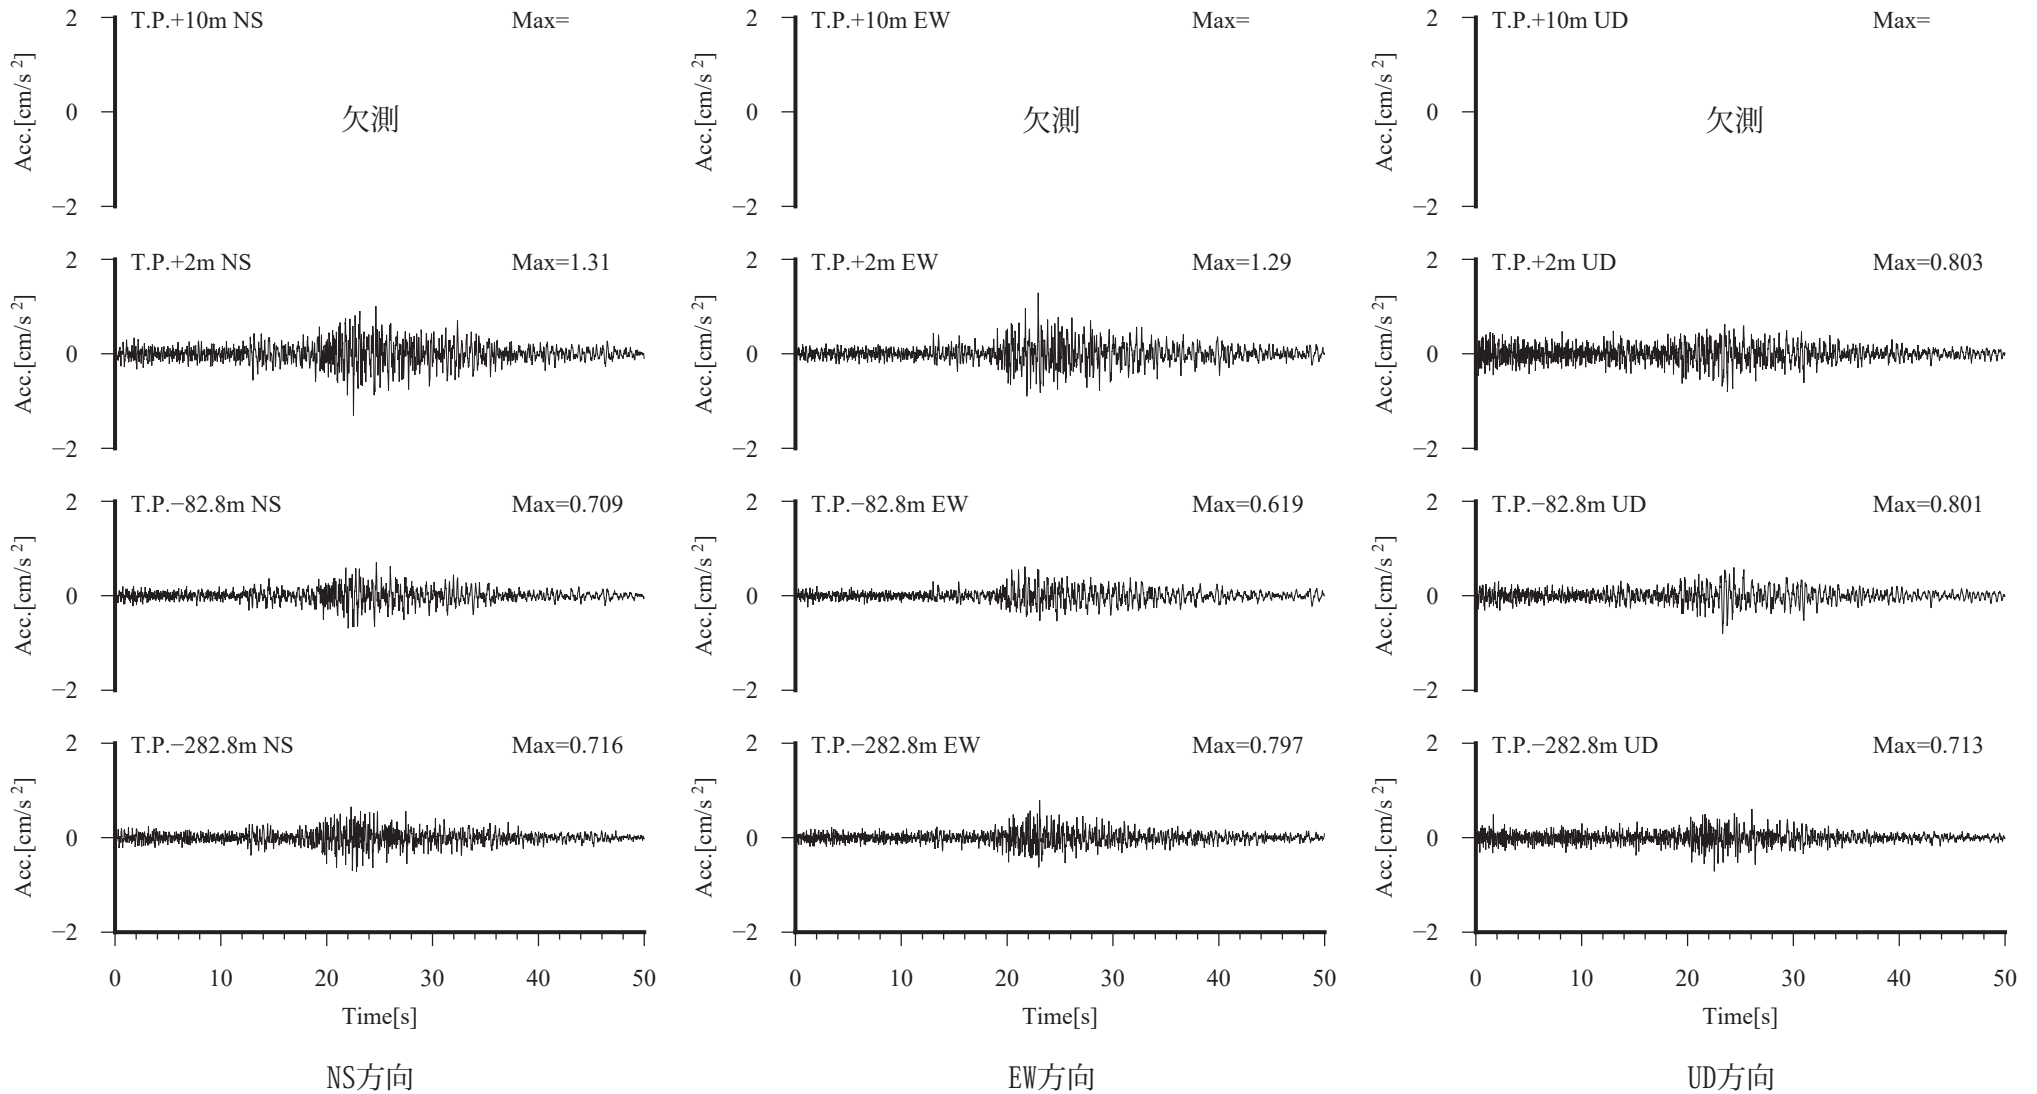 T.P.+10m NS Max=
2
0
−2
Acc.[cm/s²]
欠測
T.P.+10m EW Max=
2
0
−2
Acc.[cm/s²]
欠測
T.P.+10m UD Max=
2
0
−2
Acc.[cm/s²]
欠測
T.P.+2m NS Max=1.31
2
0
−2
Acc.[cm/s²]
T.P.+2m EW Max=1.29
2
0
−2
Acc.[cm/s²]
T.P.+2m UD Max=0.803
2
0
−2
Acc.[cm/s²]
T.P.−82.8m NS Max=0.709
2
0
−2
Acc.[cm/s²]
T.P.−82.8m EW Max=0.619
2
0
−2
Acc.[cm/s²]
T.P.−82.8m UD Max=0.801
2
0
−2
Acc.[cm/s²]
T.P.−282.8m NS Max=0.716
2
0
−2
Acc.[cm/s²]
T.P.−282.8m EW Max=0.797
2
0
−2
Acc.[cm/s²]
T.P.−282.8m UD Max=0.713
2
0
−2
Acc.[cm/s²]
0 10 20 30 40 50
Time[s]
NS方向
0 10 20 30 40 50
Time[s]
EW方向
0 10 20 30 40 50
Time[s]
UD方向